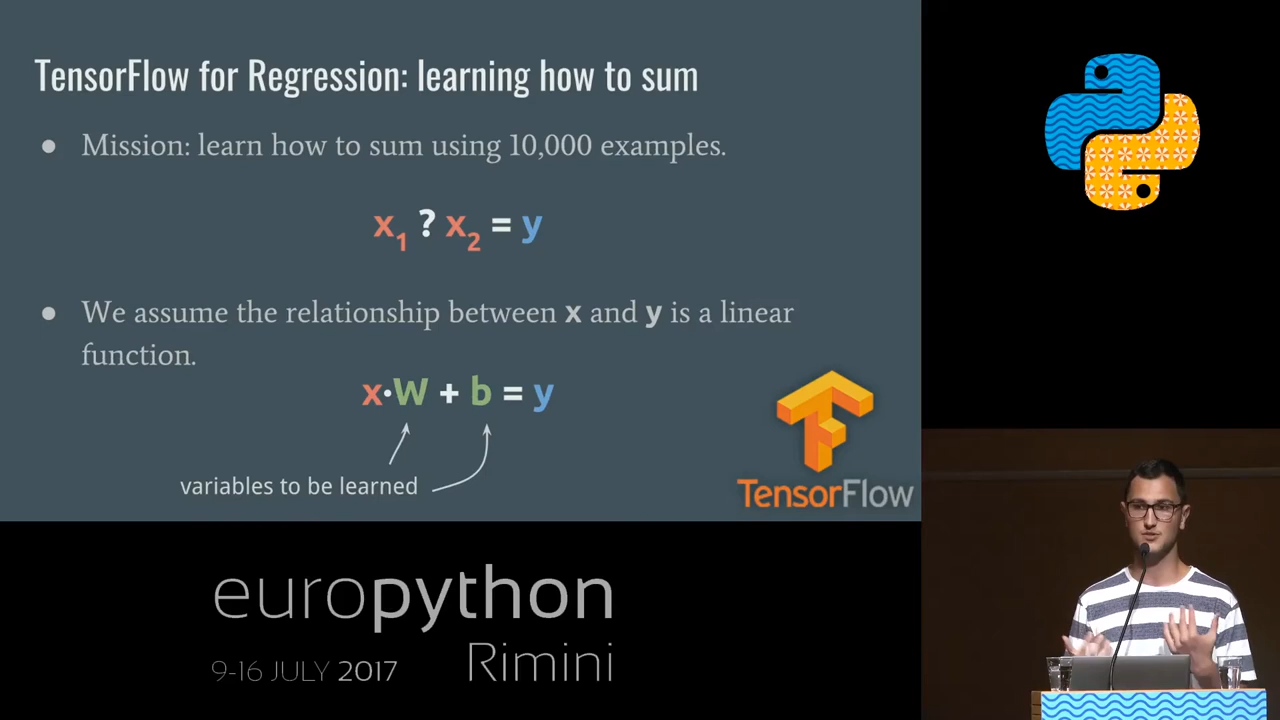 TensorFlow for Regression: learning how to sum
● Mission: learn how to sum using 10,000 examples.
x₁ ? x₂ = y
● We assume the relationship between x and y is a linear
function.
x·W + b = y
variables to be learned
TensorFlow
europython
9-16 JULY 2017 Rimini